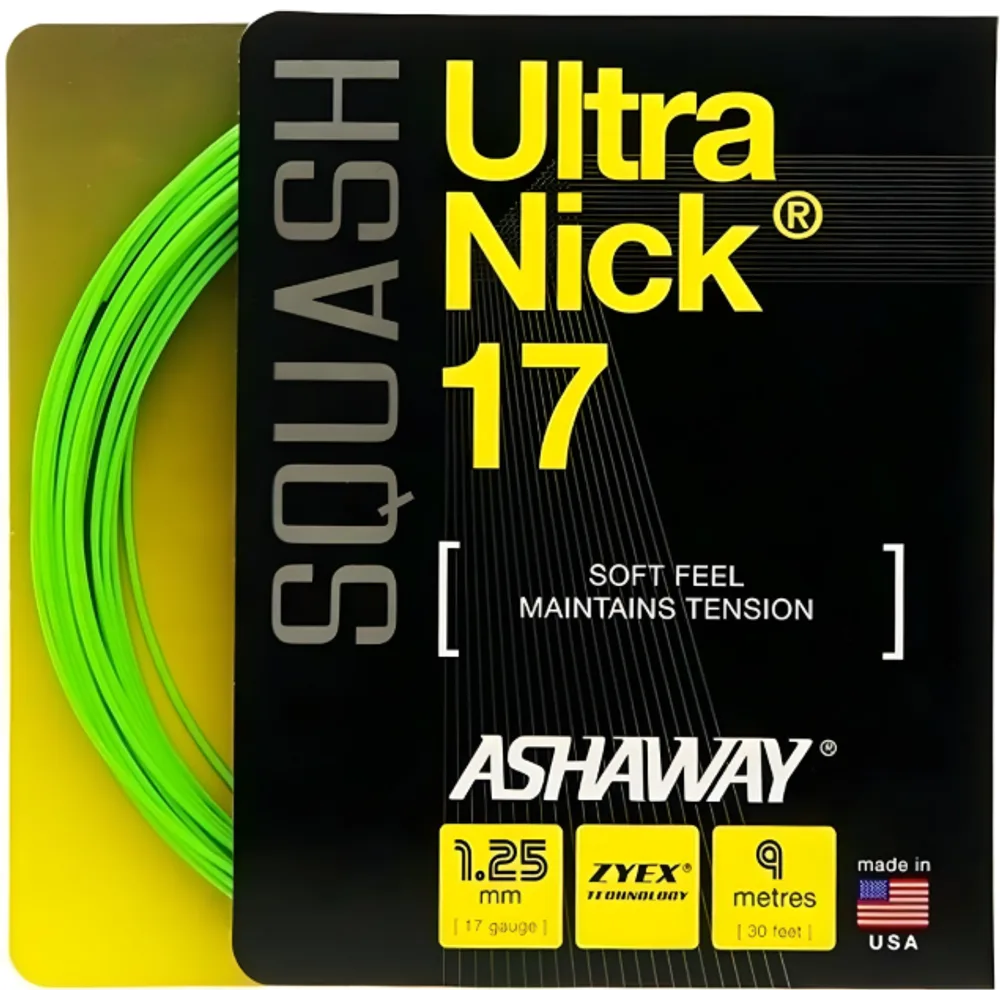 SQUASH
Ultra
Nick®
17
SOFT FEEL
MAINTAINS TENSION
ASHAWAY®
1.25
mm
[ 17 gauge ]
ZYEX®
TECHNOLOGY
9
metres
[ 30 feet ]
made in
USA